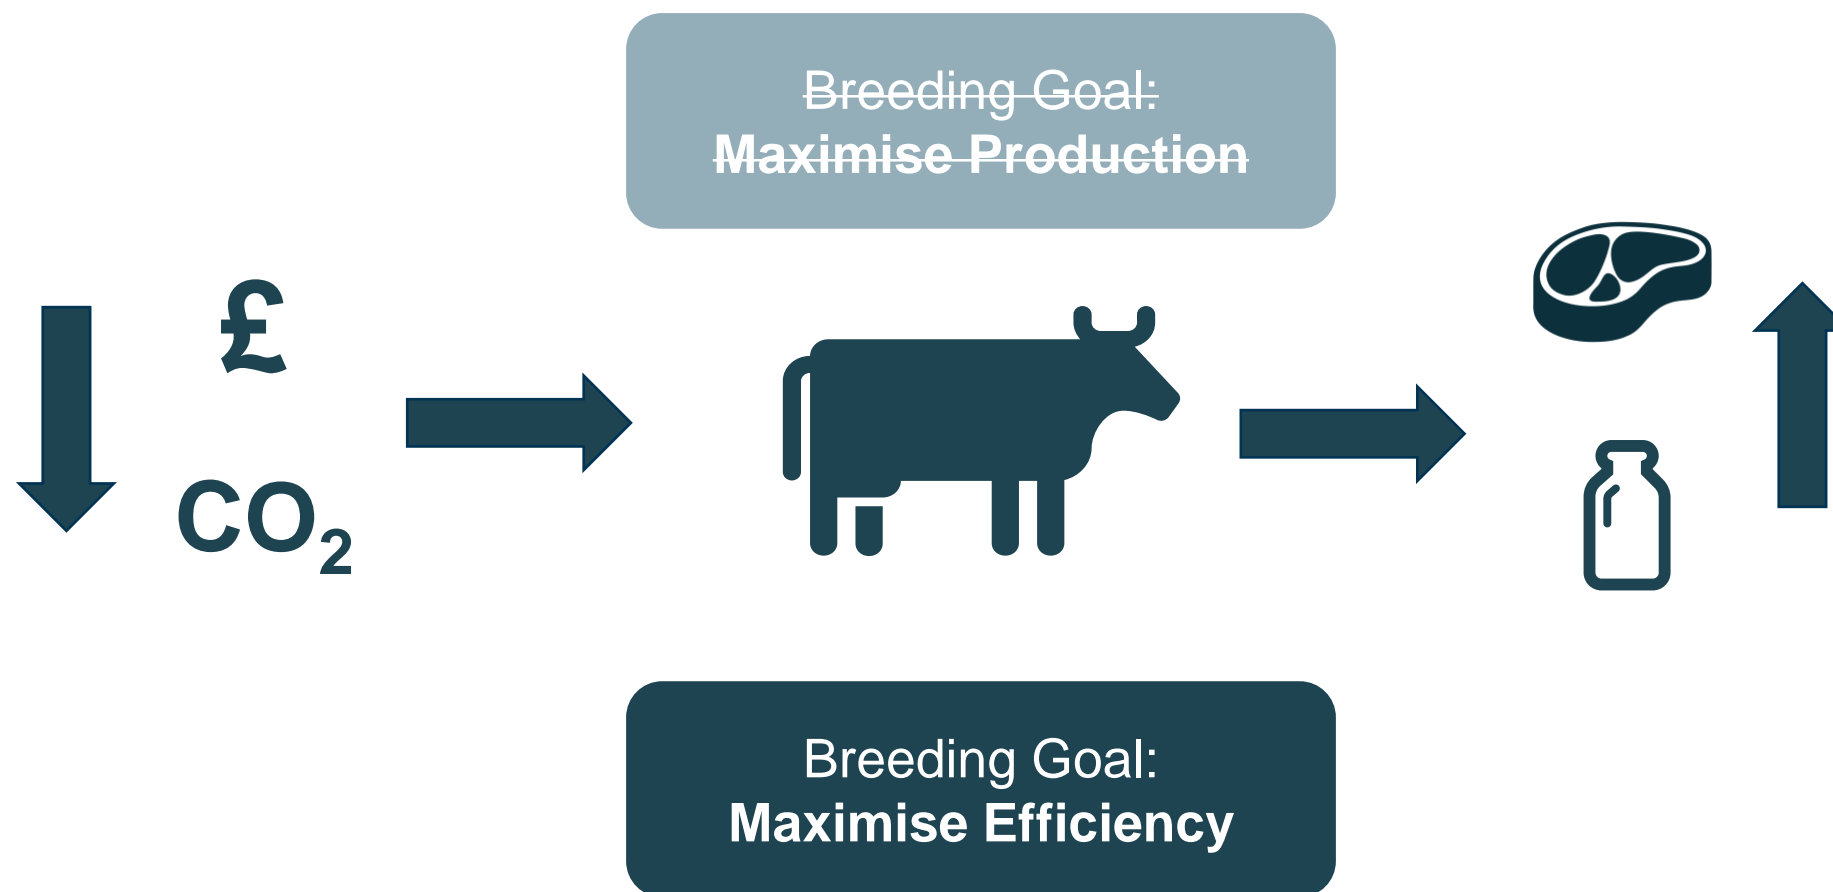 Breeding Goal:
Maximise Production
£
CO₂
Breeding Goal:
Maximise Efficiency